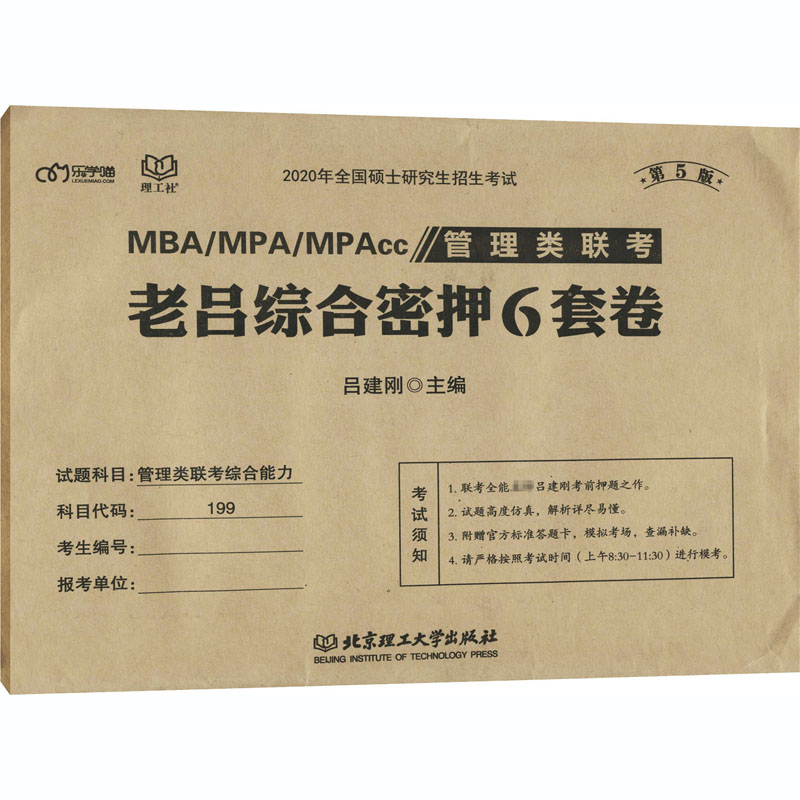 乐学喵
LEXUEMIAO.COM
理工社
2020年全国硕士研究生招生考试
第5版
MBA/MPA/MPAcc//管理类联考
老吕综合密押6套卷
吕建刚◎主编
试题科目:管理类联考综合能力
科目代码:199
考生编号:
报考单位:
考试须知
1. 联考全能 吕建刚考前押题之作。
2. 试题高度仿真，解析详尽易懂。
3. 附赠官方标准答题卡，模拟考场，查漏补缺。
4. 请严格按照考试时间（上午8:30-11:30）进行模考。
北京理工大学出版社
BEIJING INSTITUTE OF TECHNOLOGY PRESS